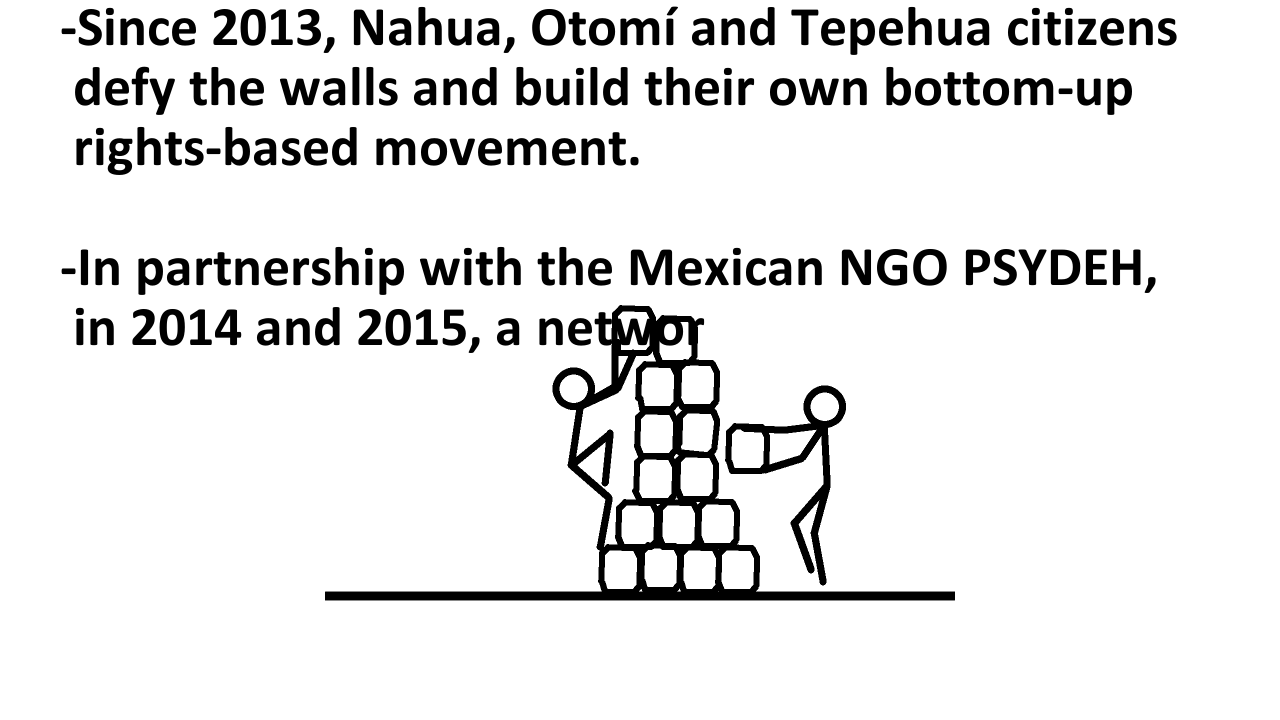 -Since 2013, Nahua, Otomí and Tepehua citizens
defy the walls and build their own bottom-up
rights-based movement.
-In partnership with the Mexican NGO PSYDEH,
in 2014 and 2015, a networ